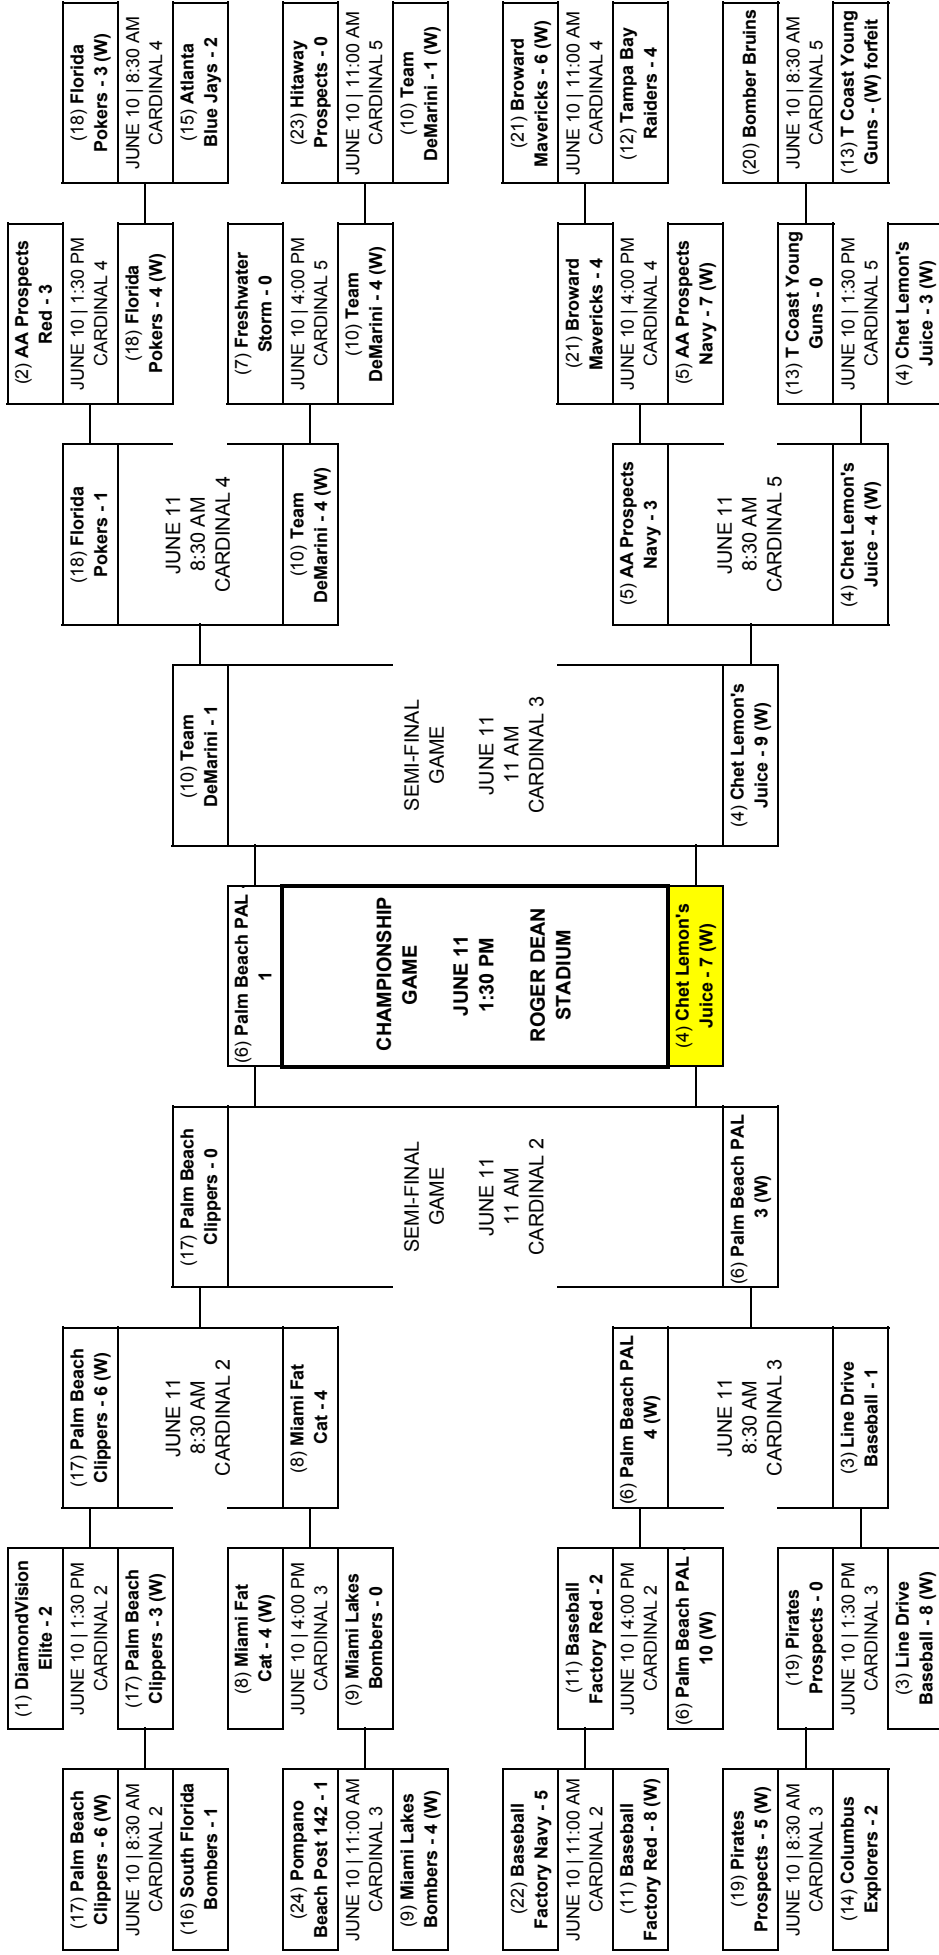 (17) Palm Beach
Clippers - 6 (W)
JUNE 10 | 8:30 AM
CARDINAL 2
(16) South Florida
Bombers - 1
(24) Pompano
Beach Post 142 - 1
JUNE 10 | 11:00 AM
CARDINAL 3
(9) Miami Lakes
Bombers - 4 (W)
(22) Baseball
Factory Navy - 5
JUNE 10 | 11:00 AM
CARDINAL 2
(11) Baseball
Factory Red - 8 (W)
(19) Pirates
Prospects - 5 (W)
JUNE 10 | 8:30 AM
CARDINAL 3
(14) Columbus
Explorers - 2
(1) DiamondVision
Elite - 2
JUNE 10 | 1:30 PM
CARDINAL 2
(17) Palm Beach
Clippers - 3 (W)
(8) Miami Fat
Cat - 4 (W)
JUNE 10 | 4:00 PM
CARDINAL 3
(9) Miami Lakes
Bombers - 0
(11) Baseball
Factory Red - 2
JUNE 10 | 4:00 PM
CARDINAL 2
(6) Palm Beach PAL
10 (W)
(19) Pirates
Prospects - 0
JUNE 10 | 1:30 PM
CARDINAL 3
(3) Line Drive
Baseball - 8 (W)
(17) Palm Beach
Clippers - 6 (W)
JUNE 11
8:30 AM
CARDINAL 2
(8) Miami Fat
Cat - 4
(6) Palm Beach PAL
4 (W)
JUNE 11
8:30 AM
CARDINAL 3
(3) Line Drive
Baseball - 1
(17) Palm Beach
Clippers - 0
SEMI-FINAL
GAME
JUNE 11
11 AM
CARDINAL 2
(6) Palm Beach PAL
3 (W)
(6) Palm Beach PAL
1
CHAMPIONSHIP
GAME
JUNE 11
1:30 PM
ROGER DEAN
STADIUM
(4) Chet Lemon's
Juice - 7 (W)
(10) Team
DeMarini - 1
SEMI-FINAL
GAME
JUNE 11
11 AM
CARDINAL 3
(4) Chet Lemon's
Juice - 9 (W)
(18) Florida
Pokers - 1
JUNE 11
8:30 AM
CARDINAL 4
(10) Team
DeMarini - 4 (W)
(5) AA Prospects
Navy - 3
JUNE 11
8:30 AM
CARDINAL 5
(4) Chet Lemon's
Juice - 4 (W)
(2) AA Prospects
Red - 3
JUNE 10 | 1:30 PM
CARDINAL 4
(18) Florida
Pokers - 4 (W)
(7) Freshwater
Storm - 0
JUNE 10 | 4:00 PM
CARDINAL 5
(10) Team
DeMarini - 4 (W)
(21) Broward
Mavericks - 4
JUNE 10 | 4:00 PM
CARDINAL 4
(5) AA Prospects
Navy - 7 (W)
(13) T Coast Young
Guns - 0
JUNE 10 | 1:30 PM
CARDINAL 5
(4) Chet Lemon's
Juice - 3 (W)
(18) Florida
Pokers - 3 (W)
JUNE 10 | 8:30 AM
CARDINAL 4
(15) Atlanta
Blue Jays - 2
(23) Hitaway
Prospects - 0
JUNE 10 | 11:00 AM
CARDINAL 5
(10) Team
DeMarini - 1 (W)
(21) Broward
Mavericks - 6 (W)
JUNE 10 | 11:00 AM
CARDINAL 4
(12) Tampa Bay
Raiders - 4
(20) Bomber Bruins
JUNE 10 | 8:30 AM
CARDINAL 5
(13) T Coast Young
Guns - (W) forfeit